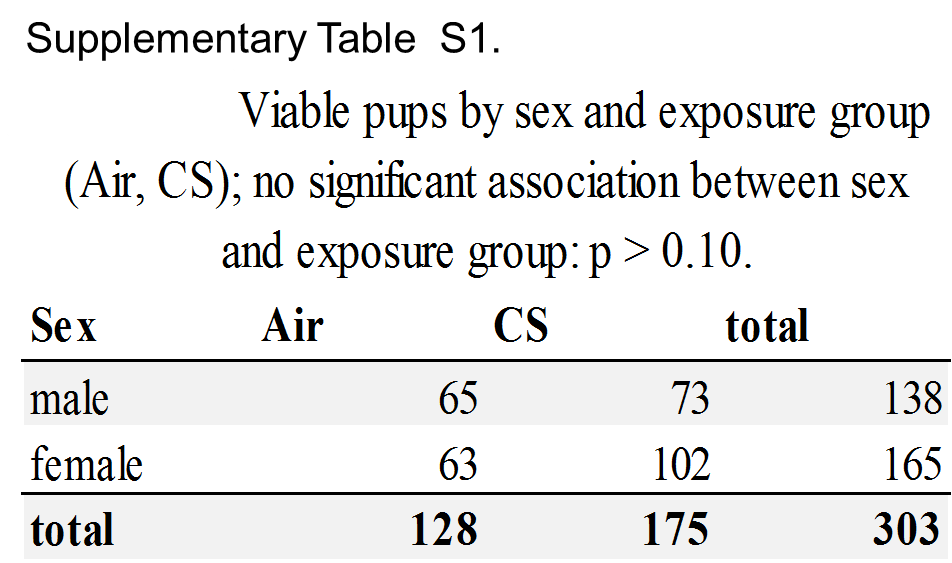 Supplementary Table S1.
Viable pups by sex and exposure group
(Air, CS); no significant association between sex
and exposure group: p > 0.10.
Sex Air CS total
male 65 73 138
female 63 102 165
total 128 175 303